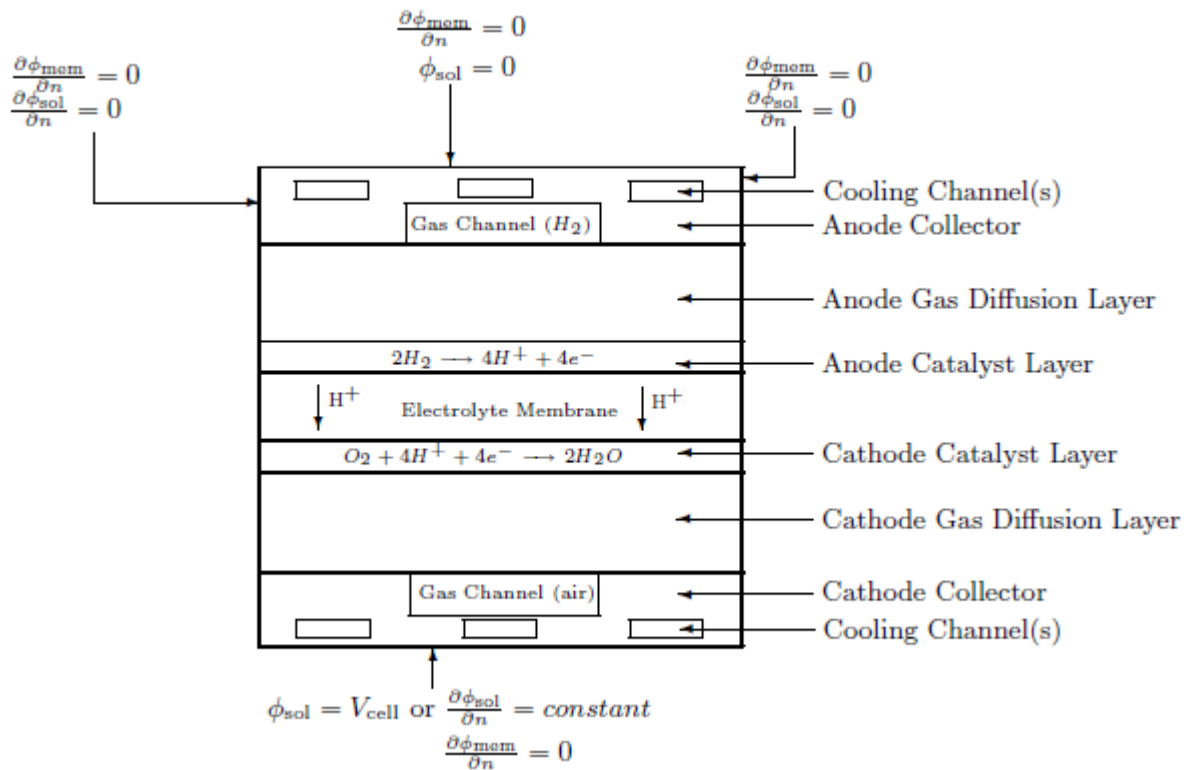 ∂ϕmem/∂n = 0
ϕsol = 0
∂ϕmem/∂n = 0
∂ϕsol/∂n = 0
∂ϕmem/∂n = 0
∂ϕsol/∂n = 0
Cooling Channel(s)
Gas Channel (H2)
Anode Collector
Anode Gas Diffusion Layer
2H2 ⟶ 4H+ + 4e−
Anode Catalyst Layer
H+
Electrolyte Membrane
H+
O2 + 4H+ + 4e− ⟶ 2H2O
Cathode Catalyst Layer
Cathode Gas Diffusion Layer
Gas Channel (air)
Cathode Collector
Cooling Channel(s)
ϕsol = Vcell or ∂ϕsol/∂n = constant
∂ϕmem/∂n = 0